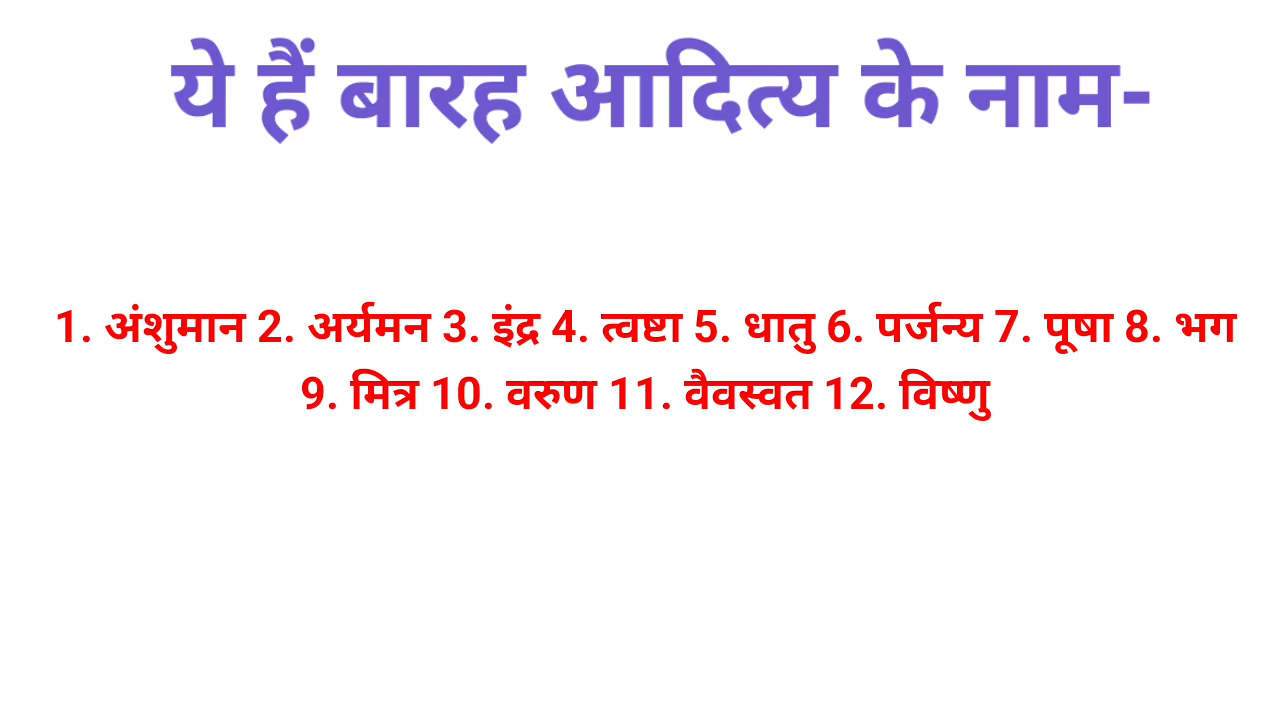 ये हैं बारह आदित्य के नाम-
1. अंशुमान 2. अर्यमन 3. इंद्र 4. त्वष्टा 5. धातु 6. पर्जन्य 7. पूषा 8. भग
9. मित्र 10. वरुण 11. वैवस्वत 12. विष्णु